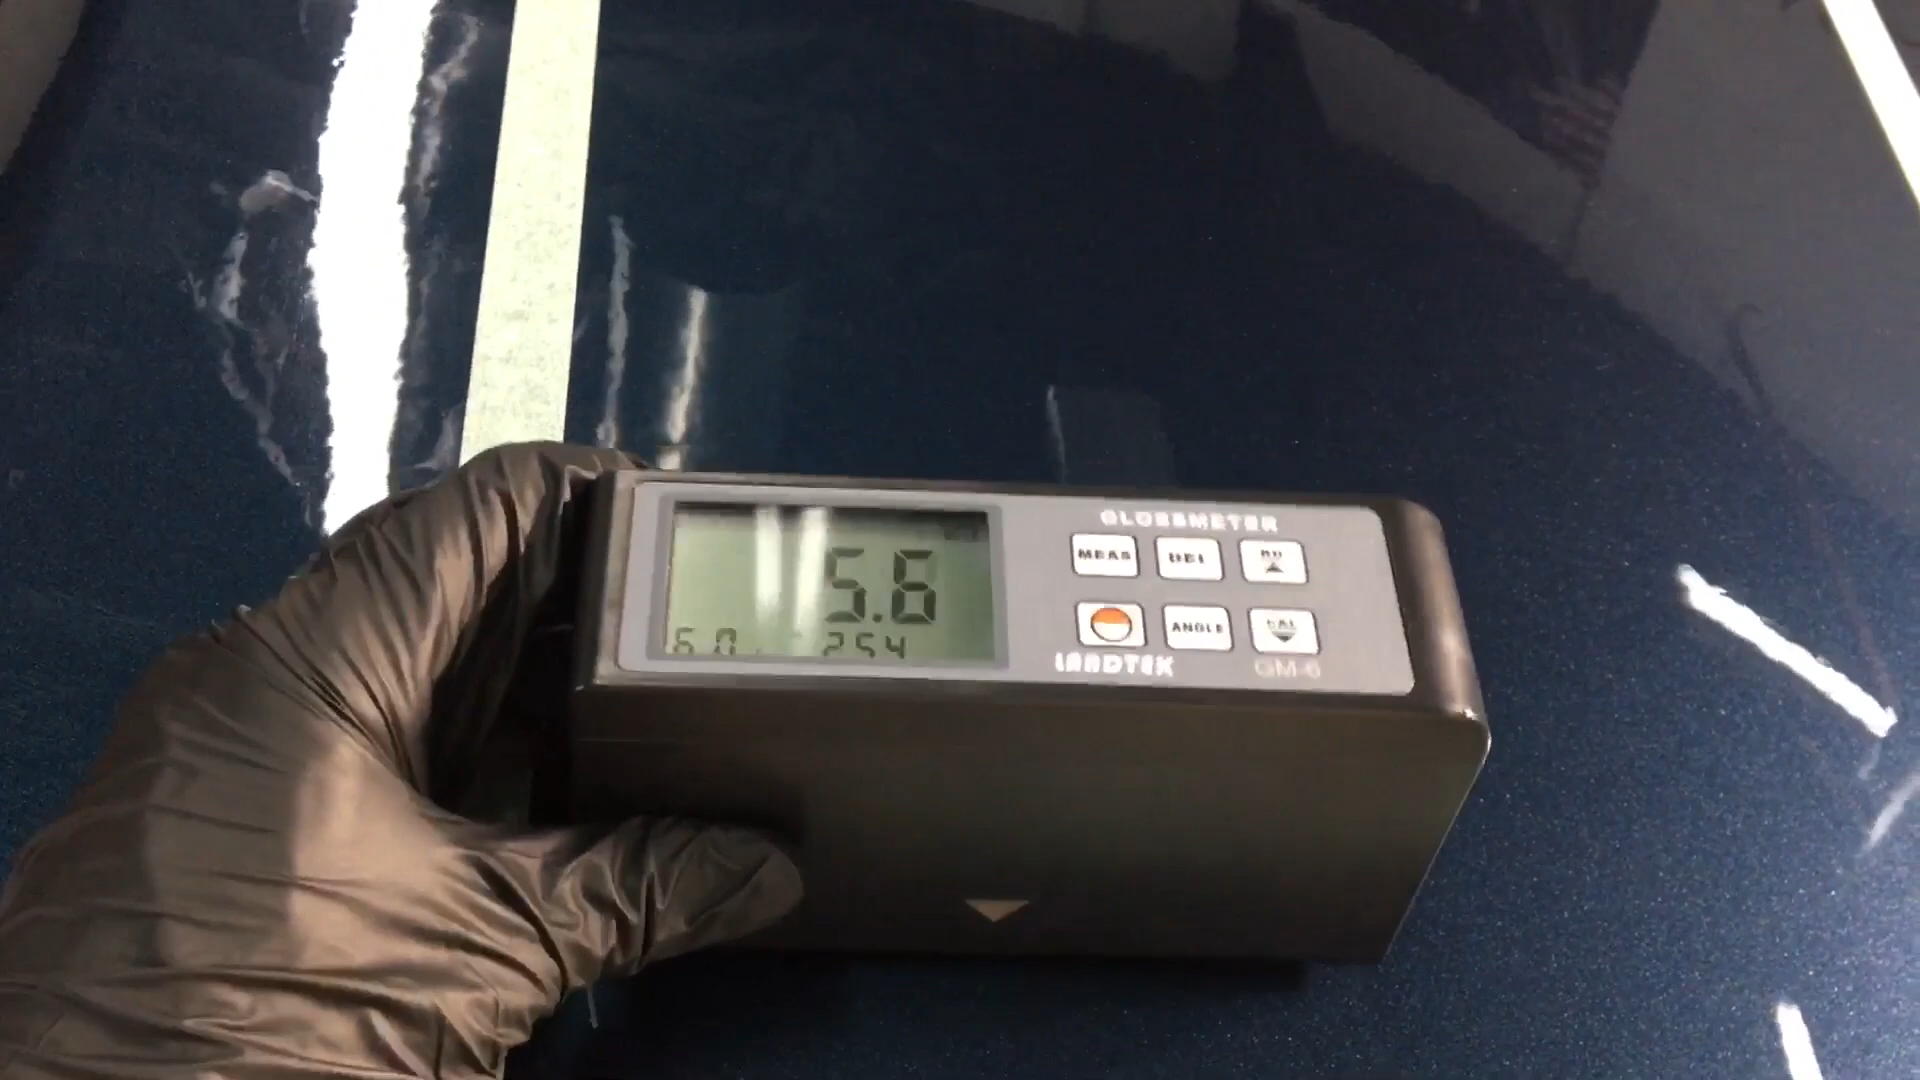 GLOSSMETER
MEAS DEL
5.6
ANGLE CAL
60 254
LANDTEK GM-6